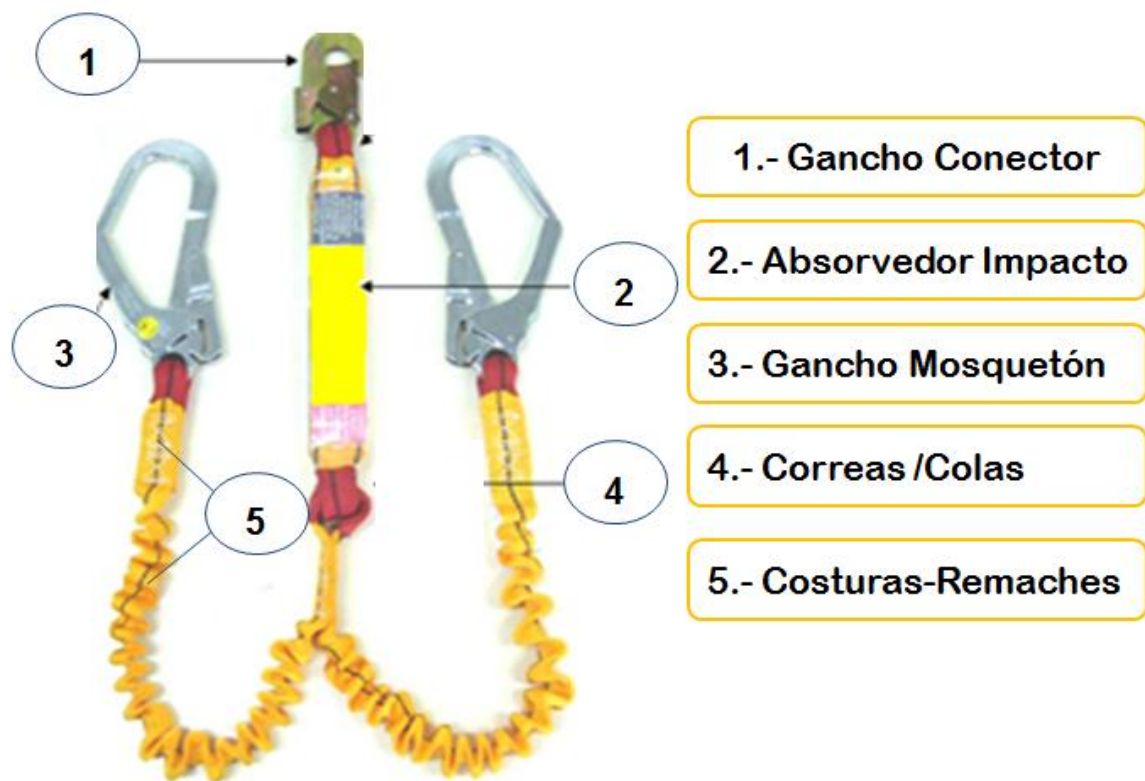 1
2
3
4
5
1.- Gancho Conector
2.- Absorvedor Impacto
3.- Gancho Mosquetón
4.- Correas /Colas
5.- Costuras-Remaches